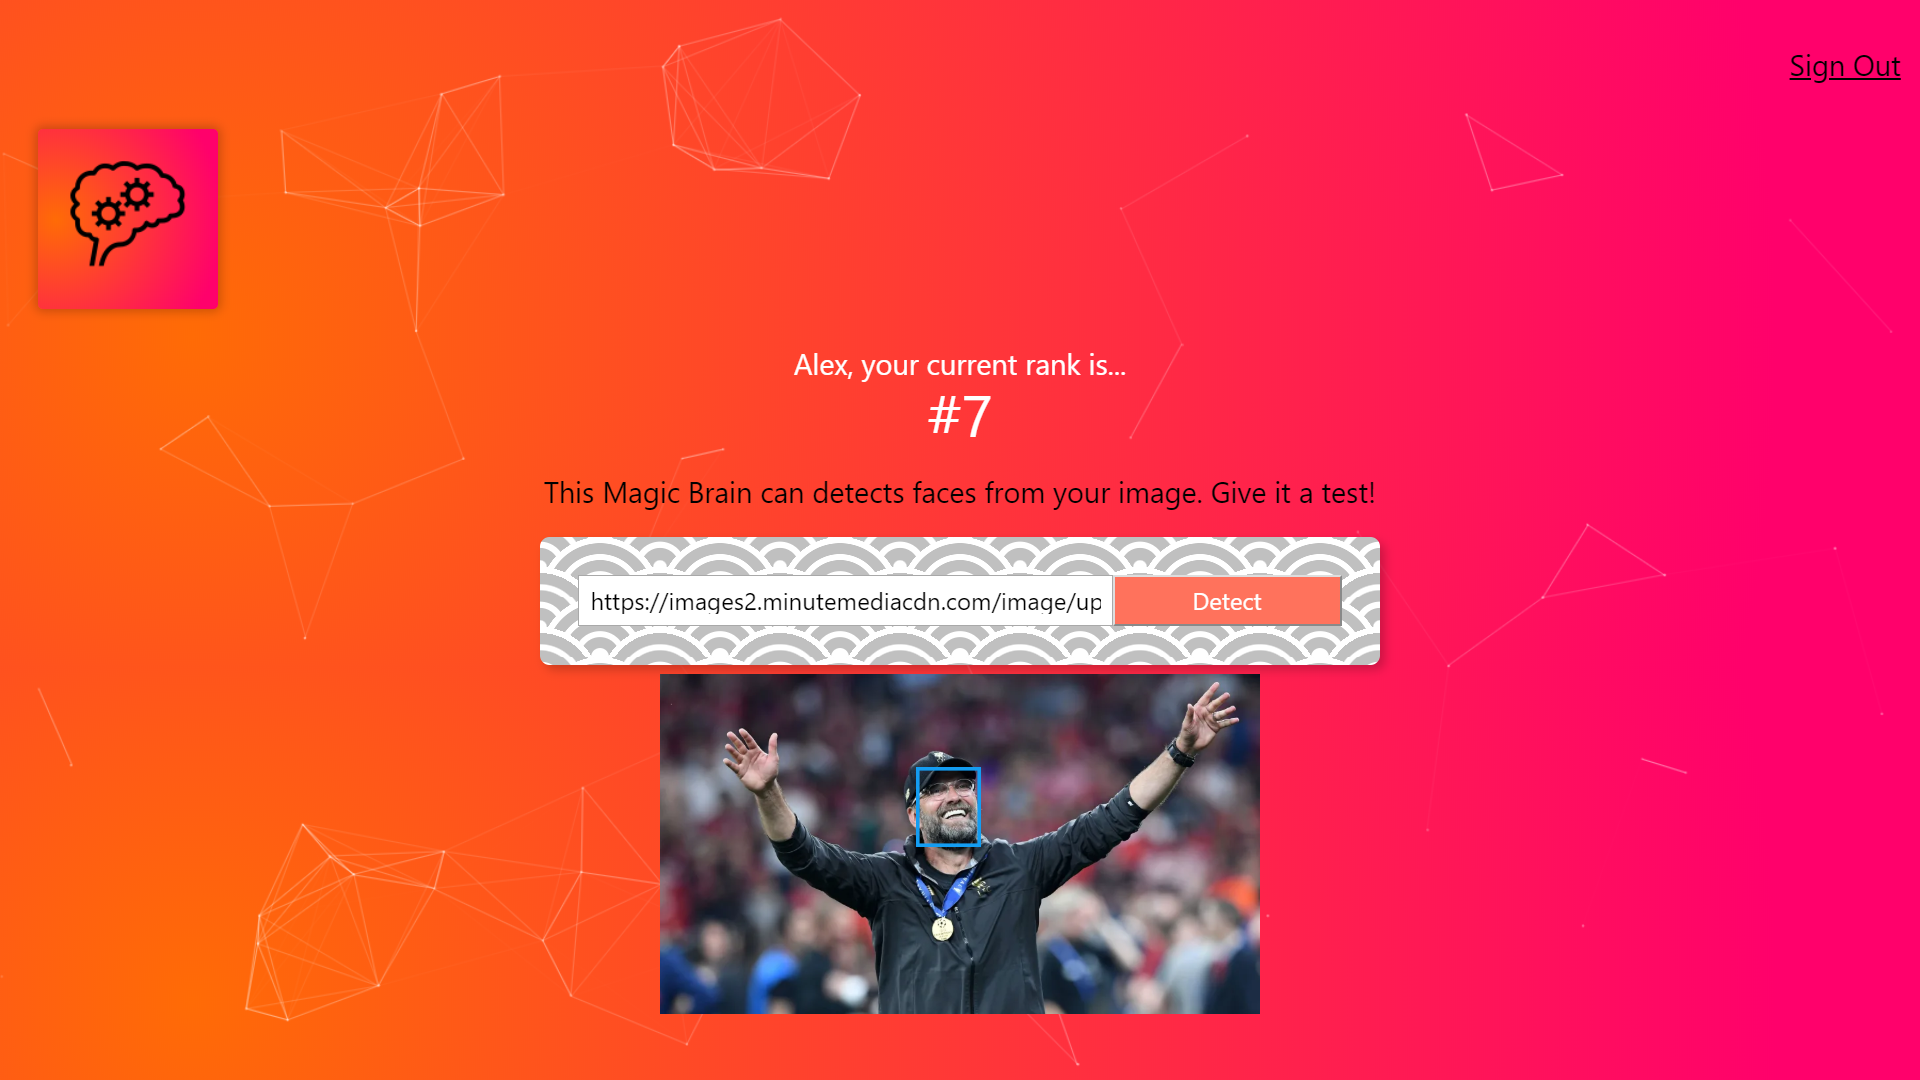 Sign Out
Alex, your current rank is...
#7
This Magic Brain can detects faces from your image. Give it a test!
https://images2.minutemediacdn.com/image/up
Detect